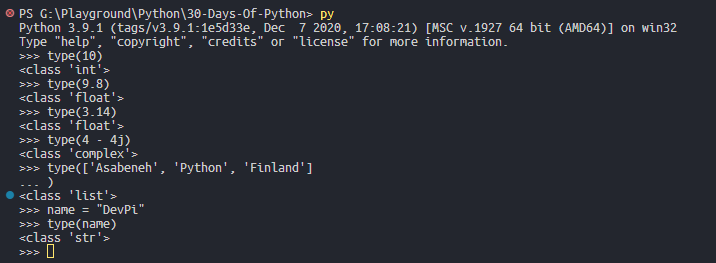 PS G:\Playground\Python\30-Days-Of-Python> py
Python 3.9.1 (tags/v3.9.1:1e5d33e, Dec  7 2020, 17:08:21) [MSC v.1927 64 bit (AMD64)] on win32
Type "help", "copyright", "credits" or "license" for more information.
>>> type(10)
<class 'int'>
>>> type(9.8)
<class 'float'>
>>> type(3.14)
<class 'float'>
>>> type(4 - 4j)
<class 'complex'>
>>> type(['Asabeneh', 'Python', 'Finland']
... )
<class 'list'>
>>> name = "DevPi"
>>> type(name)
<class 'str'>
>>>